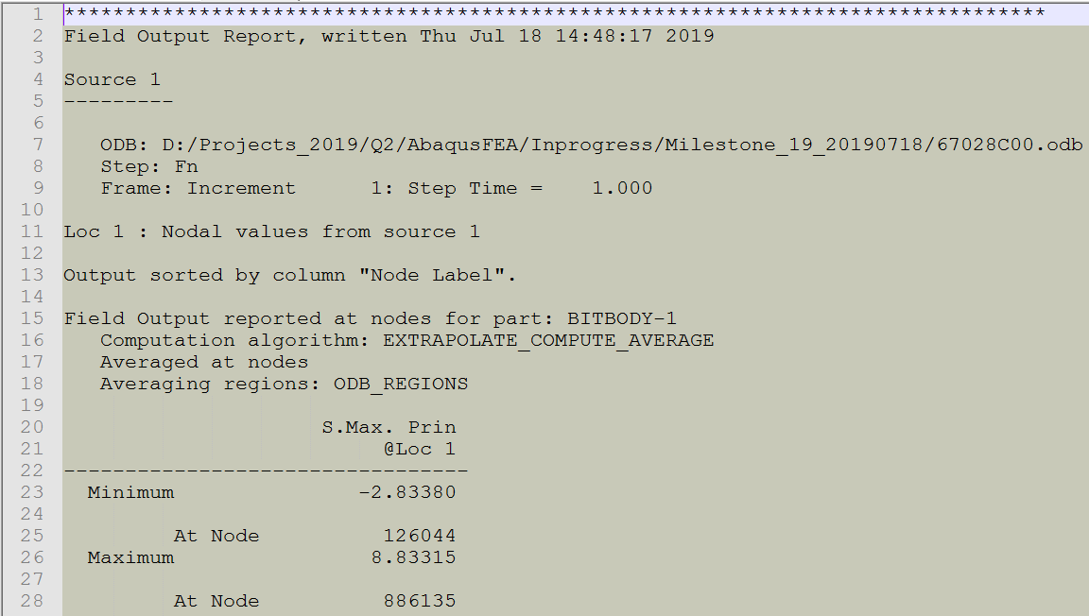 1 *********************************************************************************
2 Field Output Report, written Thu Jul 18 14:48:17 2019
3
4 Source 1
5 ---------
6
7    ODB: D:/Projects_2019/Q2/AbaqusFEA/Inprogress/Milestone_19_20190718/67028C00.odb
8    Step: Fn
9    Frame: Increment      1: Step Time =    1.000
10
11 Loc 1 : Nodal values from source 1
12
13 Output sorted by column "Node Label".
14
15 Field Output reported at nodes for part: BITBODY-1
16    Computation algorithm: EXTRAPOLATE_COMPUTE_AVERAGE
17    Averaged at nodes
18    Averaging regions: ODB_REGIONS
19
20                      S.Max. Prin
21                           @Loc 1
22 ---------------------------------
23   Minimum               -2.83380
24
25          At Node          126044
26   Maximum                8.83315
27
28          At Node          886135